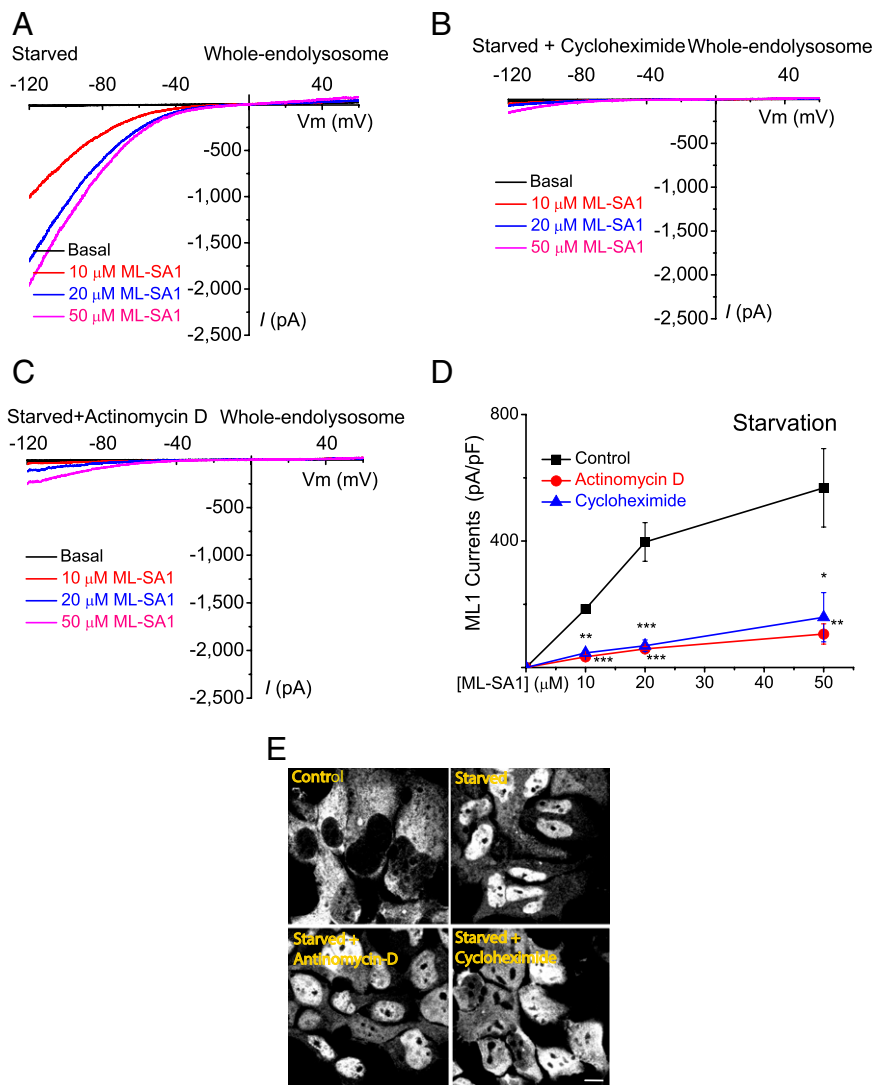 A
Starved Whole-endolysosome
-120 -80 -40 40
Vm (mV)
-500
-1,000
-1,500
-2,000
-2,500
Basal
10 μM ML-SA1
20 μM ML-SA1
50 μM ML-SA1
I (pA)
B
Starved + Cycloheximide Whole-endolysosome
-120 -80 -40 40
Vm (mV)
-500
-1,000
-1,500
-2,000
-2,500
Basal
10 μM ML-SA1
20 μM ML-SA1
50 μM ML-SA1
I (pA)
C
Starved+Actinomycin D Whole-endolysosome
-120 -80 -40 40
Vm (mV)
-500
-1,000
-1,500
-2,000
-2,500
Basal
10 μM ML-SA1
20 μM ML-SA1
50 μM ML-SA1
I (pA)
D
Starvation
800
400
ML1 Currents (pA/pF)
Control
Actinomycin D
Cycloheximide
*
**
***
**
***
***
[ML-SA1] (μM) 10 20 30 40 50
E
Control
Starved
Starved +
Antinomycin-D
Starved +
Cycloheximide